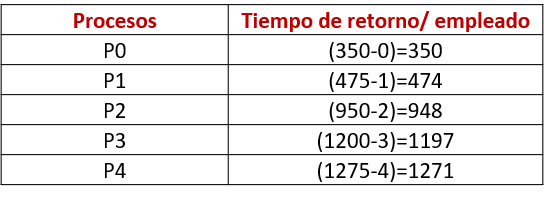 Procesos Tiempo de retorno/ empleado
P0 (350-0)=350
P1 (475-1)=474
P2 (950-2)=948
P3 (1200-3)=1197
P4 (1275-4)=1271